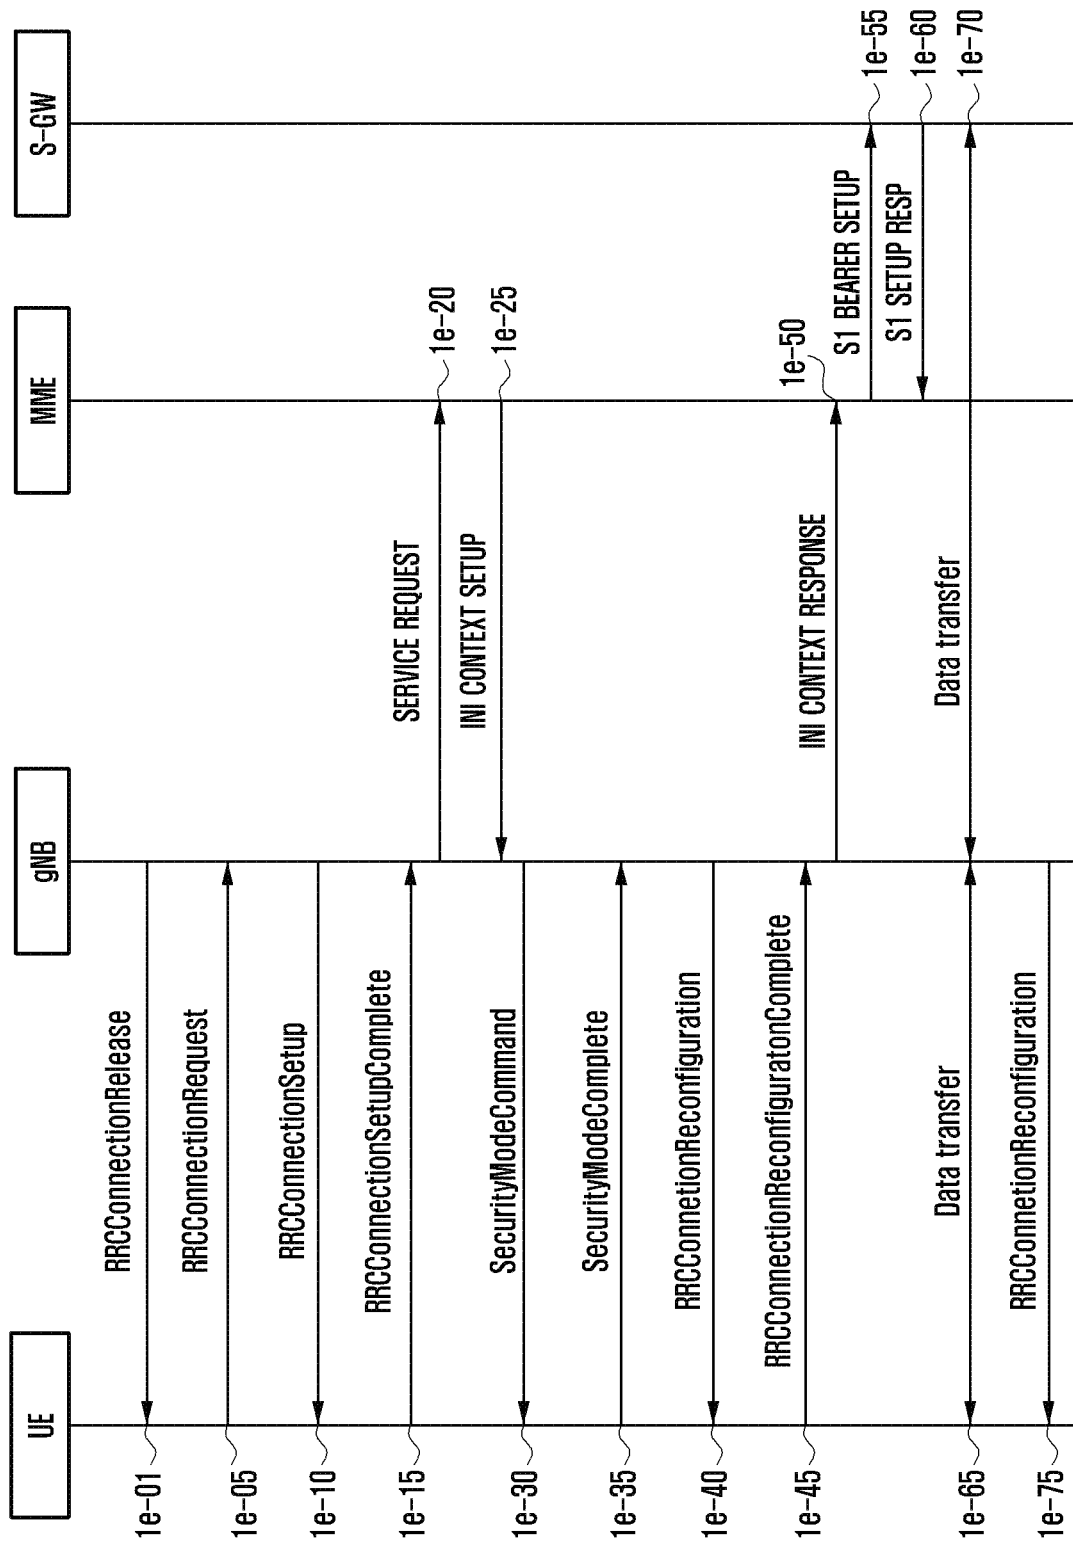 UE
gNB
MME
S-GW
RRCConnectionRelease
1e-01
RRCConnectionRequest
1e-05
RRCConnectionSetup
1e-10
RRCConnectionSetupComplete
1e-15
SERVICE REQUEST
1e-20
INI CONTEXT SETUP
1e-25
SecurityModeCommand
1e-30
SecurityModeComplete
1e-35
RRCConnetionReconfiguration
1e-40
RRCConnectionReconfiguratonComplete
1e-45
INI CONTEXT RESPONSE
1e-50
S1 BEARER SETUP
1e-55
S1 SETUP RESP
1e-60
Data transfer
1e-65
Data transfer
1e-70
RRCConnetionReconfiguration
1e-75